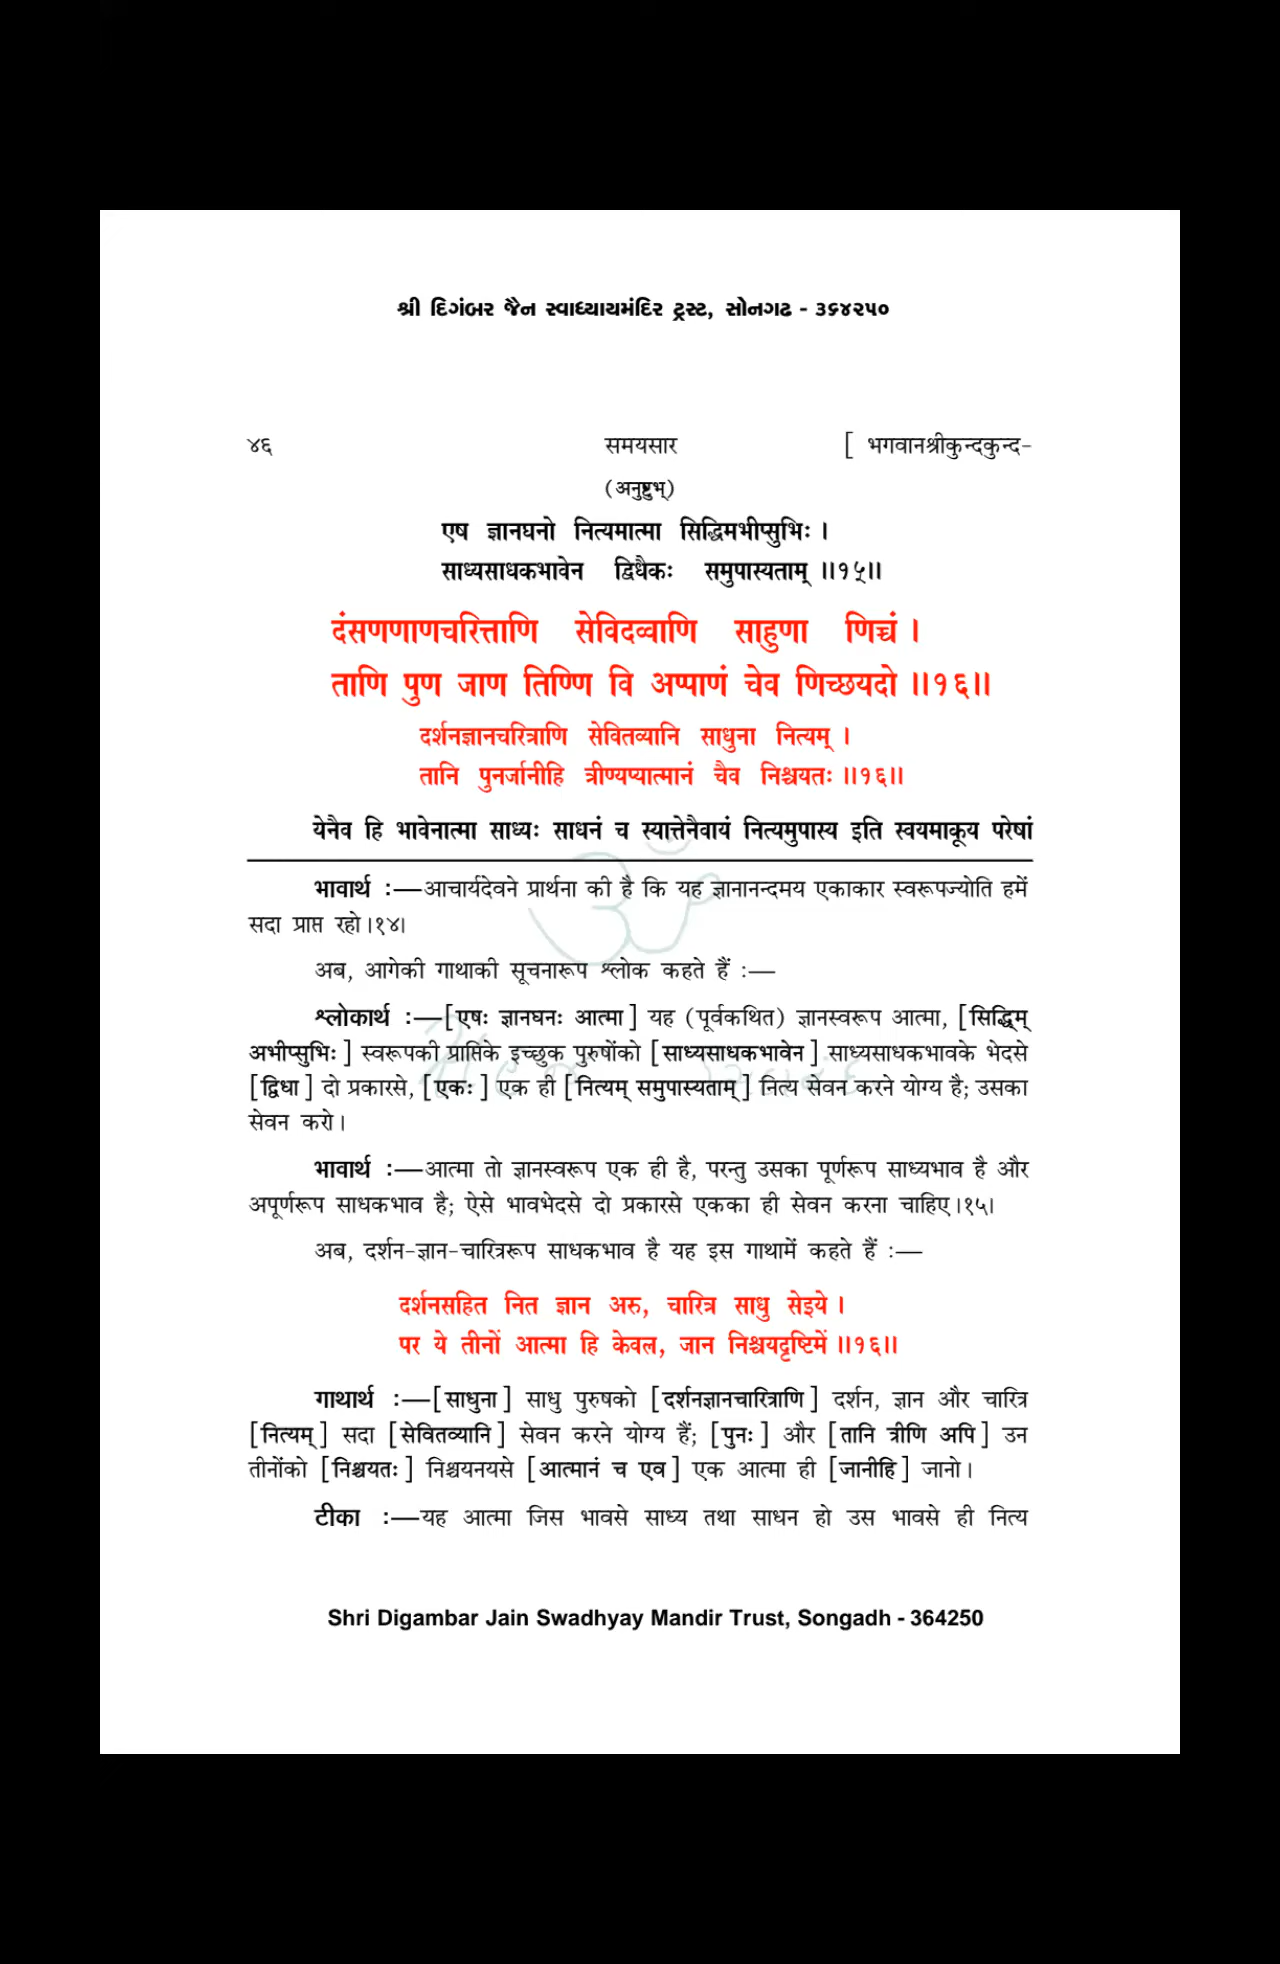 શ્રી દિગંબર જૈન સ્વાધ્યાયમંદિર ટ્રસ્ટ, સોનગઢ - ૩૬૪૨૫૦
४६ समयसार [ भगवानश्रीकुन्दकुन्द-
(अनुष्टुभ्)
एष ज्ञानघनो नित्यमात्मा सिद्धिमभीप्सुभिः ।
साध्यसाधकभावेन द्विधैकः समुपास्यताम् ॥१५॥
दंसणणाणचरित्ताणि सेविदव्वाणि साहुणा णिच्चं ।
ताणि पुण जाण तिण्णि वि अप्पाणं चेव णिच्छयदो ॥१६॥
दर्शनज्ञानचरित्राणि सेवितव्यानि साधुना नित्यम् ।
तानि पुनर्जानीहि त्रीण्यप्यात्मानं चैव निश्चयतः ॥१६॥
येनैव हि भावेनात्मा साध्यः साधनं च स्यात्तेनैवायं नित्यमुपास्य इति स्वयमाकूय परेषां
भावार्थ :—आचार्यदेवने प्रार्थना की है कि यह ज्ञानानन्दमय एकाकार स्वरूपज्योति हमें
सदा प्राप्त रहो ।१४।
अब, आगेकी गाथाकी सूचनारूप श्लोक कहते हैं :—
श्लोकार्थ :—[एषः ज्ञानघनः आत्मा] यह (पूर्वकथित) ज्ञानस्वरूप आत्मा, [सिद्धिम्
अभीप्सुभिः] स्वरूपकी प्राप्तिके इच्छुक पुरुषोंको [साध्यसाधकभावेन] साध्यसाधकभावके भेदसे
[द्विधा] दो प्रकारसे, [एकः] एक ही [नित्यम् समुपास्यताम्] नित्य सेवन करने योग्य है; उसका
सेवन करो ।
भावार्थ :—आत्मा तो ज्ञानस्वरूप एक ही है, परन्तु उसका पूर्णरूप साध्यभाव है और
अपूर्णरूप साधकभाव है; ऐसे भावभेदसे दो प्रकारसे एकका ही सेवन करना चाहिए ।१५।
अब, दर्शन-ज्ञान-चारित्ररूप साधकभाव है यह इस गाथामें कहते हैं :—
दर्शनसहित नित ज्ञान अरु, चारित्र साधु सेइये ।
पर ये तीनों आत्मा हि केवल, जान निश्चयदृष्टिमें ॥१६॥
गाथार्थ :—[साधुना] साधु पुरुषको [दर्शनज्ञानचारित्राणि] दर्शन, ज्ञान और चारित्र
[नित्यम्] सदा [सेवितव्यानि] सेवन करने योग्य हैं; [पुनः] और [तानि त्रीणि अपि] उन
तीनोंको [निश्चयतः] निश्चयनयसे [आत्मानं च एव] एक आत्मा ही [जानीहि] जानो ।
टीका :—यह आत्मा जिस भावसे साध्य तथा साधन हो उस भावसे ही नित्य
Shri Digambar Jain Swadhyay Mandir Trust, Songadh - 364250